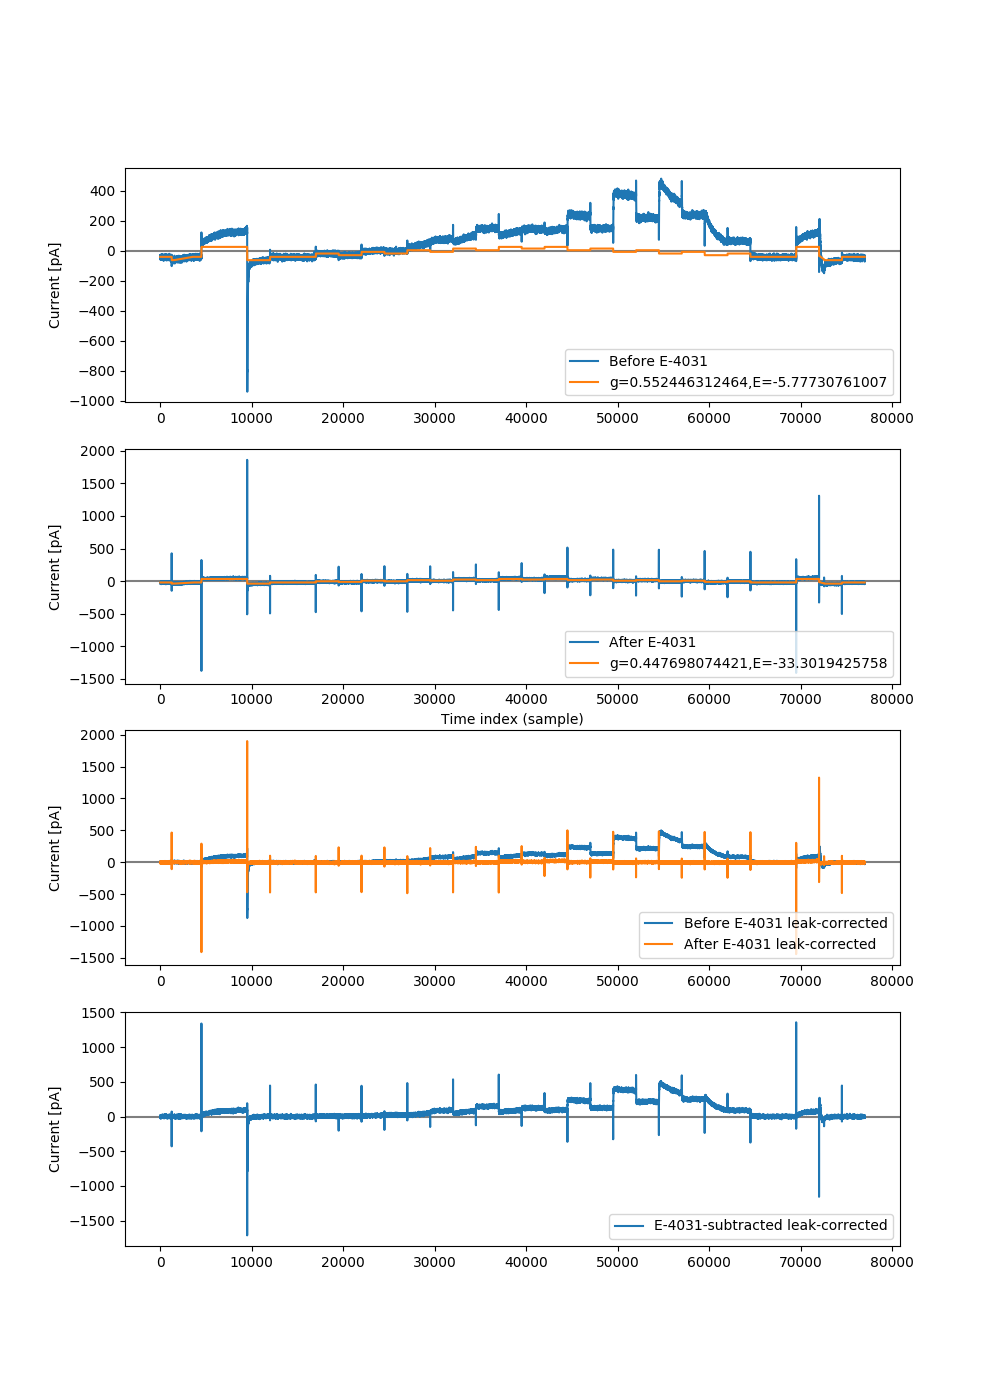 400
200
0
−200
−400
−600
−800
−1000
Current [pA]
Before E-4031
g=0.552446312464,E=-5.77730761007
0 10000 20000 30000 40000 50000 60000 70000 80000
2000
1500
1000
500
0
−500
−1000
−1500
Current [pA]
After E-4031
g=0.447698074421,E=-33.3019425758
0 10000 20000 30000 40000 50000 60000 70000 80000
Time index (sample)
2000
1500
1000
500
0
−500
−1000
−1500
Current [pA]
Before E-4031 leak-corrected
After E-4031 leak-corrected
0 10000 20000 30000 40000 50000 60000 70000 80000
1500
1000
500
0
−500
−1000
−1500
Current [pA]
E-4031-subtracted leak-corrected
0 10000 20000 30000 40000 50000 60000 70000 80000